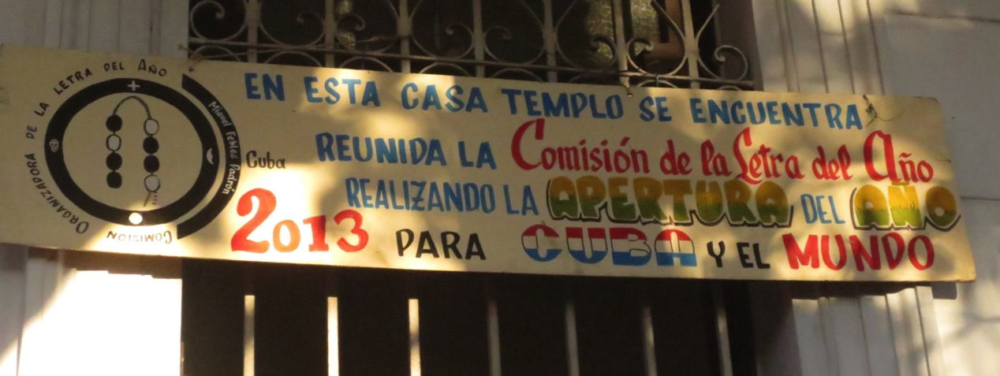 COMISION ORGANIZADORA DE LA LETRA DEL AÑO
Miguel Febles Padrón
Cuba
EN ESTA CASA TEMPLO SE ENCUENTRA
REUNIDA LA Comisión de la Letra del Año
REALIZANDO LA APERTURA DEL AÑO
2013 PARA CUBA Y EL MUNDO